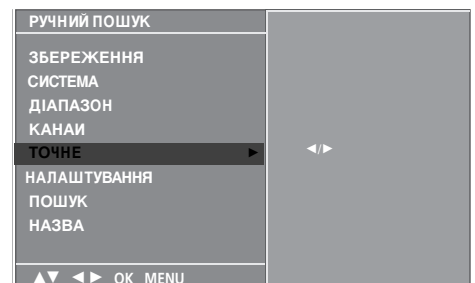 РУЧНИЙ ПОШУК
ЗБЕРЕЖЕННЯ
СИСТЕМА
ДІАПАЗОН
КАНАИ
ТОЧНЕ ►
◄/►
НАЛАШТУВАННЯ
ПОШУК
НАЗВА
▲▼ ◄► OK MENU